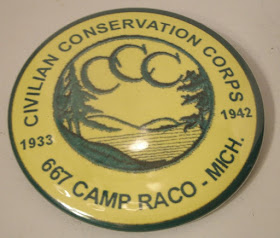 CIVILIAN CONSERVATION CORPS
CCC
1933
1942
667 CAMP RACO - MICH.